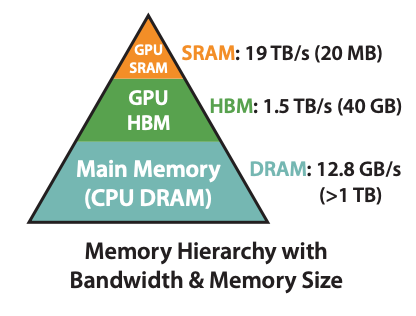 GPU
SRAM
SRAM: 19 TB/s (20 MB)
GPU
HBM
HBM: 1.5 TB/s (40 GB)
Main Memory
(CPU DRAM)
DRAM: 12.8 GB/s
(>1 TB)
Memory Hierarchy with
Bandwidth & Memory Size